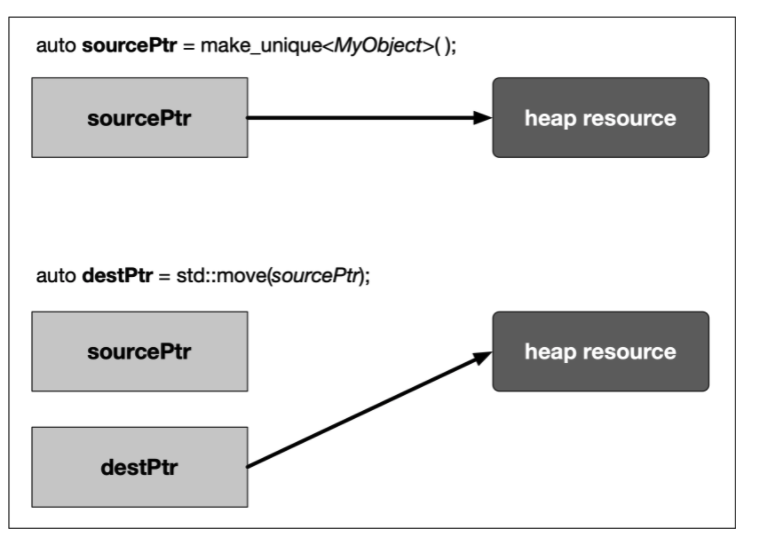 auto sourcePtr = make_unique<MyObject>( );
sourcePtr
heap resource
auto destPtr = std::move(sourcePtr);
sourcePtr
heap resource
destPtr